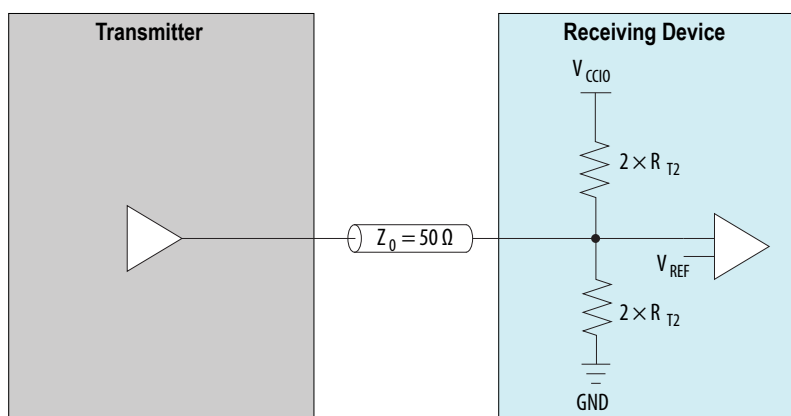 Transmitter
Receiving Device
V CCIO
2 × R T2
Z 0 = 50 Ω
V REF
2 × R T2
GND